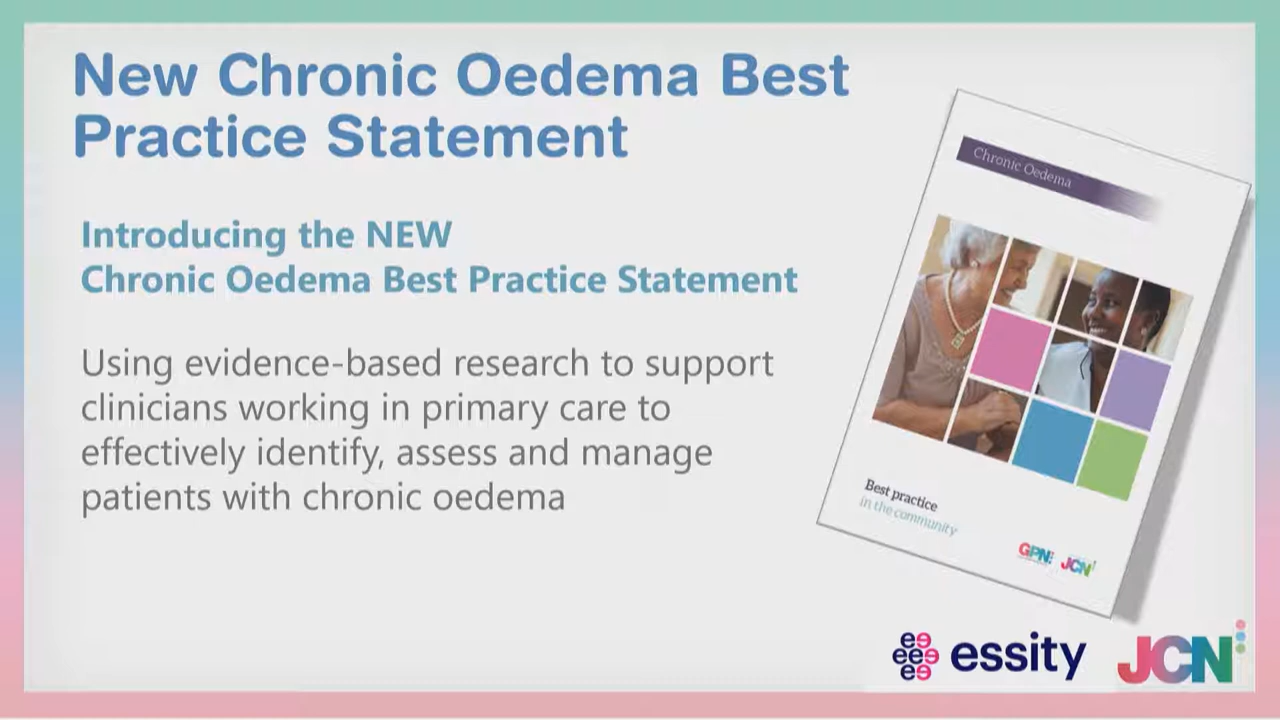 New Chronic Oedema Best
Practice Statement
Introducing the NEW
Chronic Oedema Best Practice Statement
Using evidence-based research to support
clinicians working in primary care to
effectively identify, assess and manage
patients with chronic oedema
Chronic Oedema
Best practice
in the community
GPN
JCN
essity
JCN